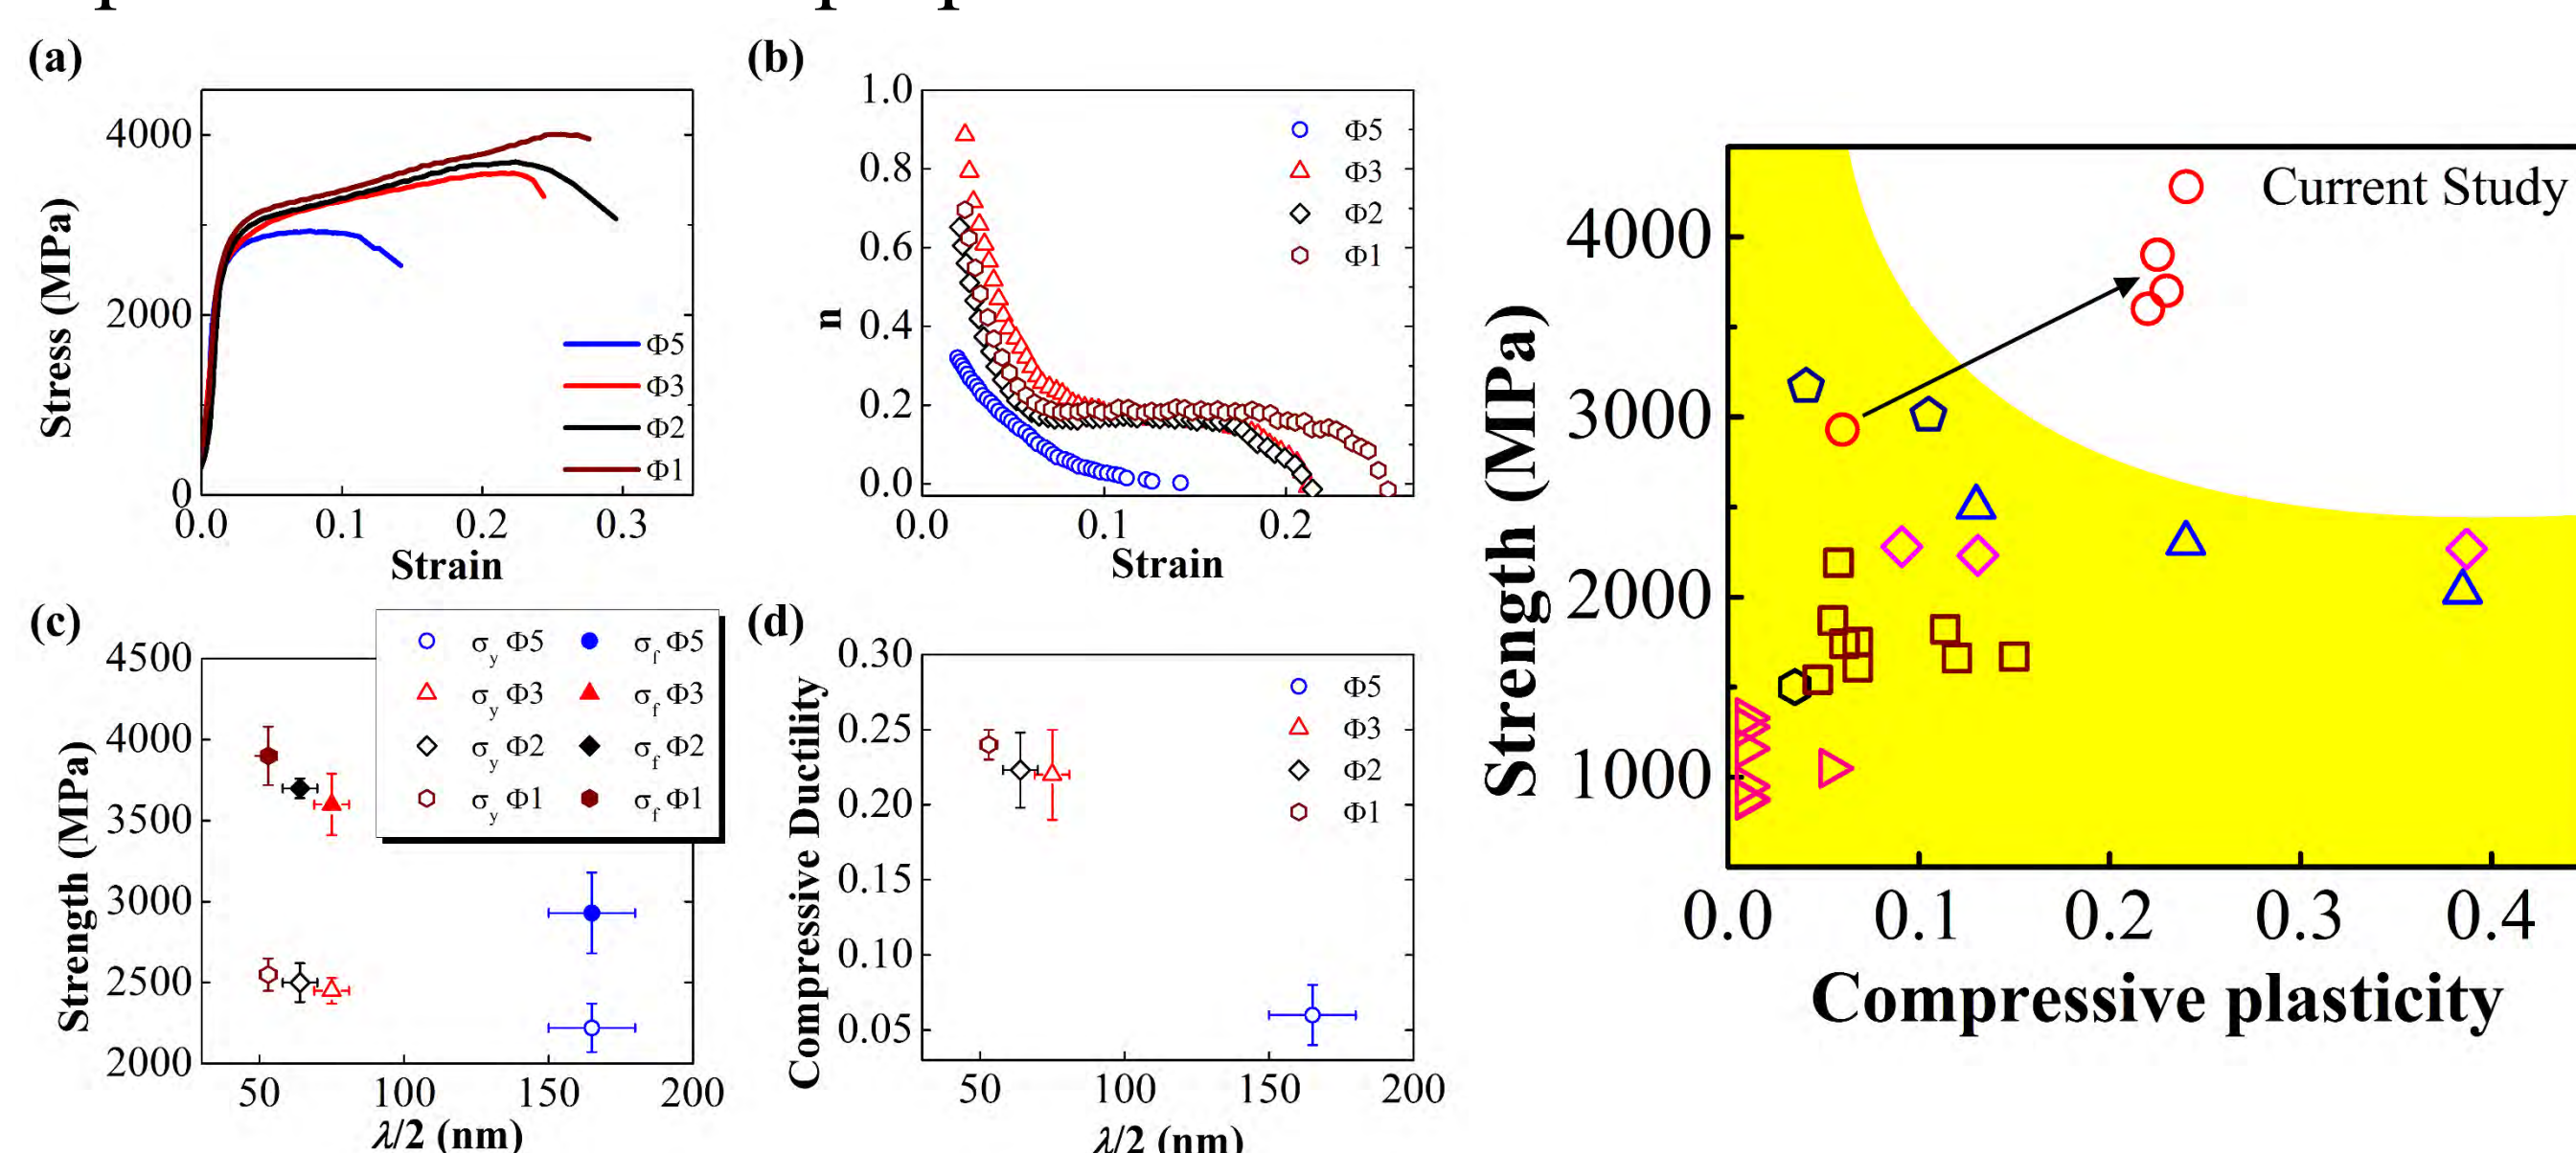 (a)
4000
2000
0
Stress (MPa)
Φ5
Φ3
Φ2
Φ1
0.0 0.1 0.2 0.3
Strain
(b)
1.0
0.8
0.6
0.4
0.2
0.0
n
Φ5
Φ3
Φ2
Φ1
0.0 0.1 0.2
Strain
(c)
4500
4000
3500
3000
2500
2000
Strength (MPa)
σy Φ5 σf Φ5
σy Φ3 σf Φ3
σy Φ2 σf Φ2
σy Φ1 σf Φ1
50 100 150 200
λ/2 (nm)
(d)
0.30
0.25
0.20
0.15
0.10
0.05
Compressive Ductility
Φ5
Φ3
Φ2
Φ1
50 100 150 200
λ/2 (nm)
Current Study
4000
3000
2000
1000
Strength (MPa)
0.0 0.1 0.2 0.3 0.4
Compressive plasticity